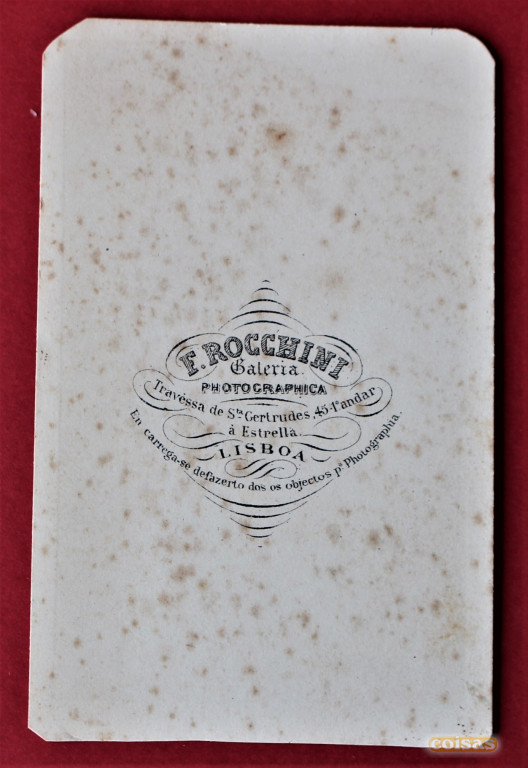 F. ROCCHINI
Galeria
PHOTOGRAPHICA
Travéssa de Sta Gertrudes, 45-1º andar
à Estrella
LISBOA
En carrega-se defazerto dos os objectos pa Photographia.
coisas